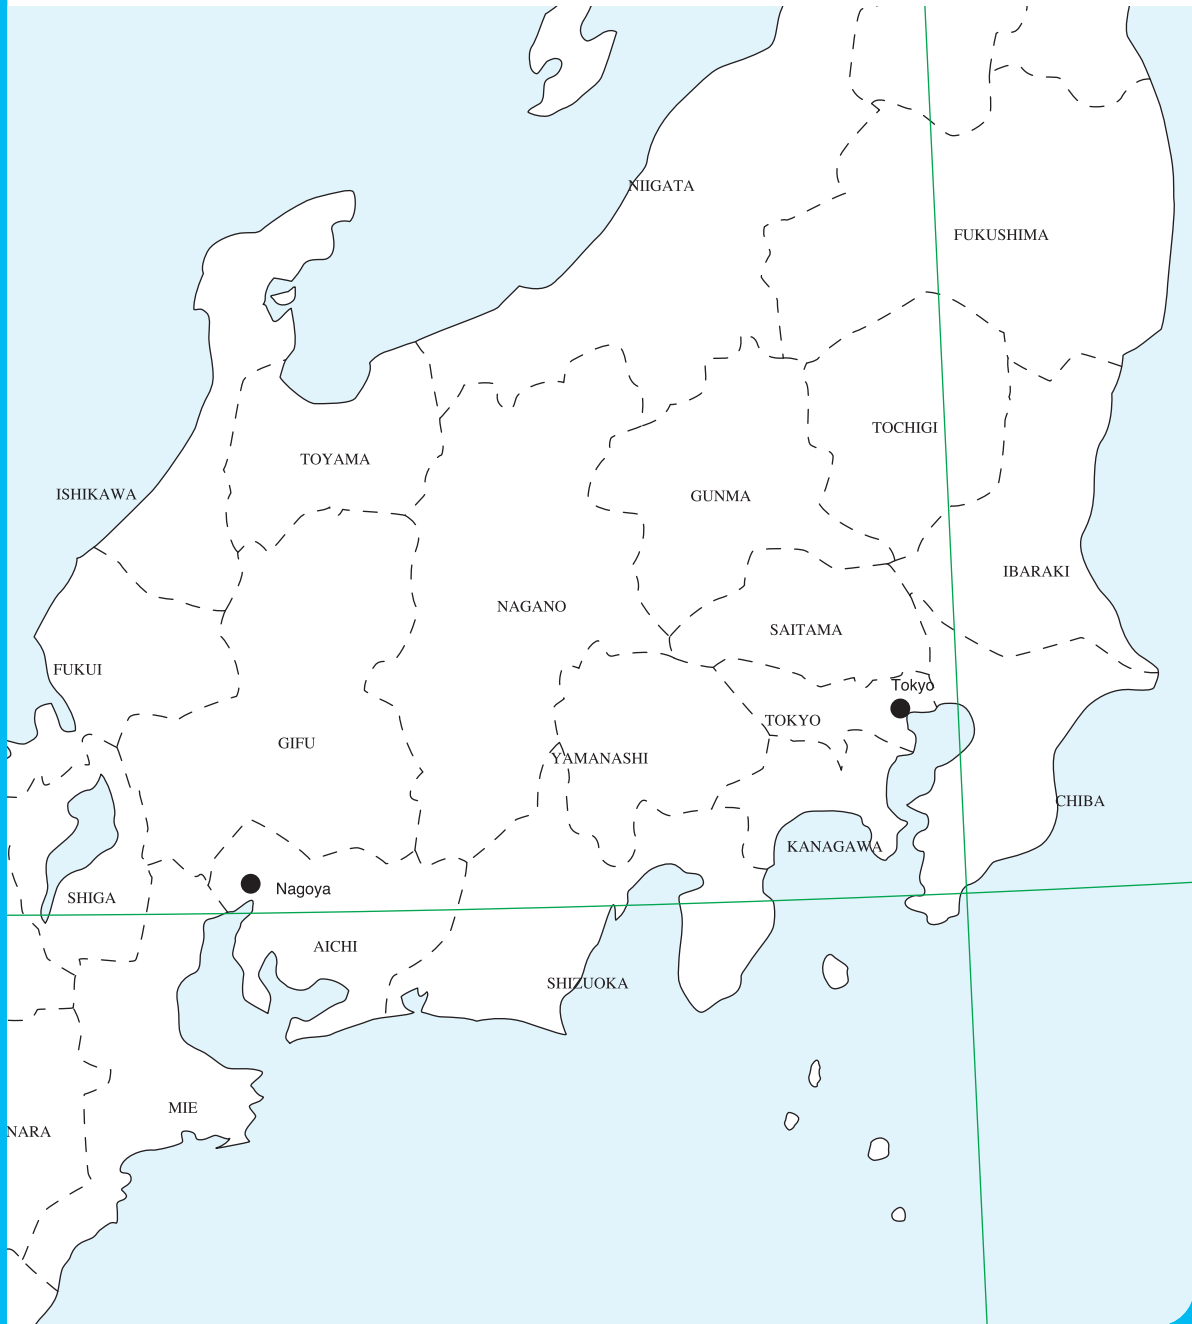 NIIGATA
FUKUSHIMA
TOCHIGI
TOYAMA
ISHIKAWA
GUNMA
IBARAKI
NAGANO
SAITAMA
FUKUI
Tokyo
TOKYO
GIFU
YAMANASHI
CHIBA
KANAGAWA
Nagoya
SHIGA
AICHI
SHIZUOKA
MIE
NARA